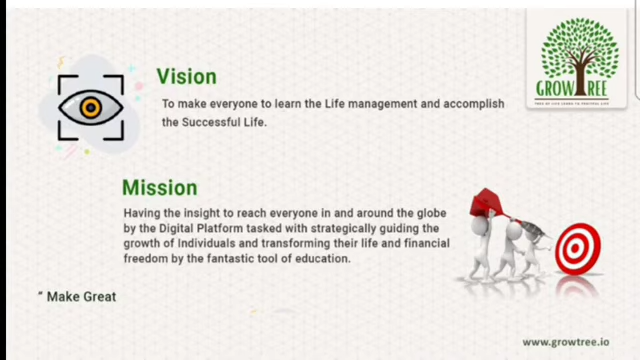 Vision
To make everyone to learn the Life management and accomplish
the Successful Life.
GROWTREE
Mission
Having the insight to reach everyone in and around the globe
by the Digital Platform tasked with strategically guiding the
growth of Individuals and transforming their life and financial
freedom by the fantastic tool of education.
“ Make Great
www.growtree.io